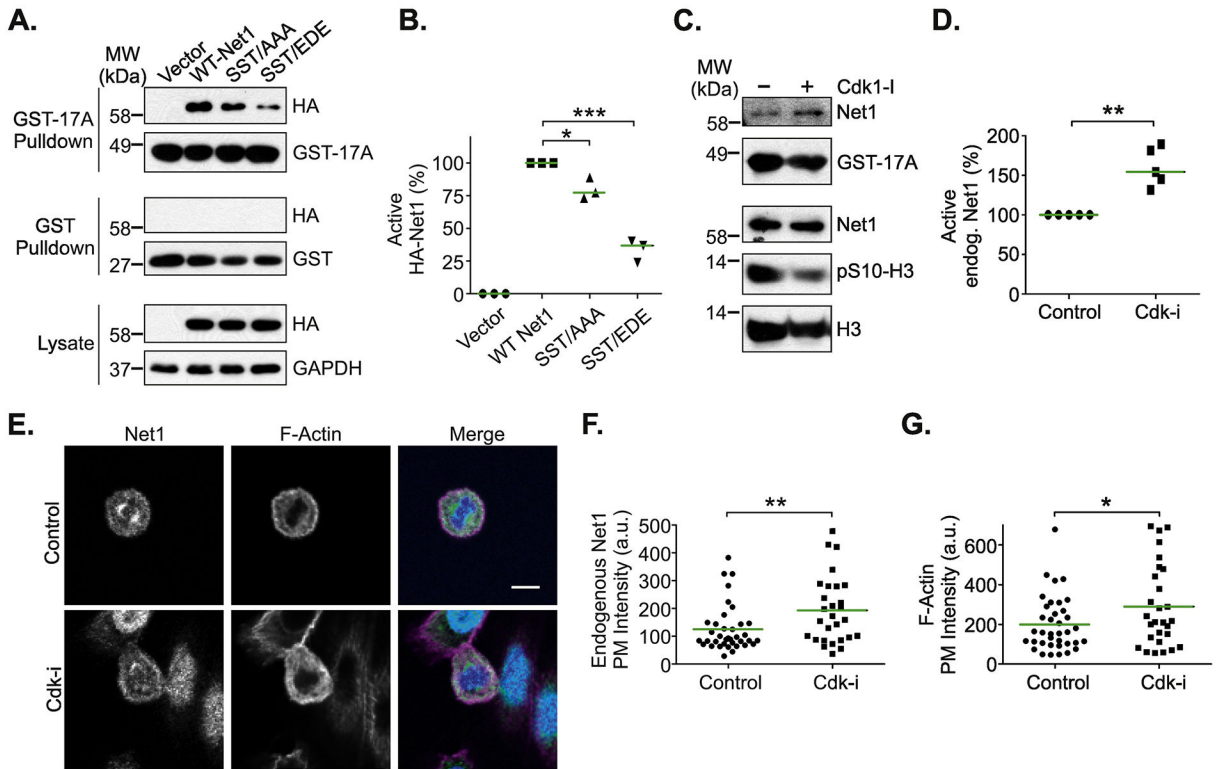 A.
MW
(kDa)
Vector
WT-Net1
SST/AAA
SST/EDE
GST-17A
Pulldown
58
HA
49
GST-17A
GST
Pulldown
58
HA
27
GST
Lysate
58
HA
37
GAPDH
B.
Active
HA-Net1 (%)
100
75
50
25
0
***
*
Vector
WT Net1
SST/AAA
SST/EDE
C.
MW
(kDa)
– + Cdk1-I
58
Net1
49
GST-17A
58
Net1
14
pS10-H3
14
H3
D.
Active
endog. Net1 (%)
200
150
100
50
0
**
Control Cdk-i
E.
Net1 F-Actin Merge
Control
Cdk-i
F.
Endogenous Net1
PM Intensity (a.u.)
500
400
300
200
100
0
**
Control Cdk-i
G.
F-Actin
PM Intensity (a.u.)
600
400
200
0
*
Control Cdk-i